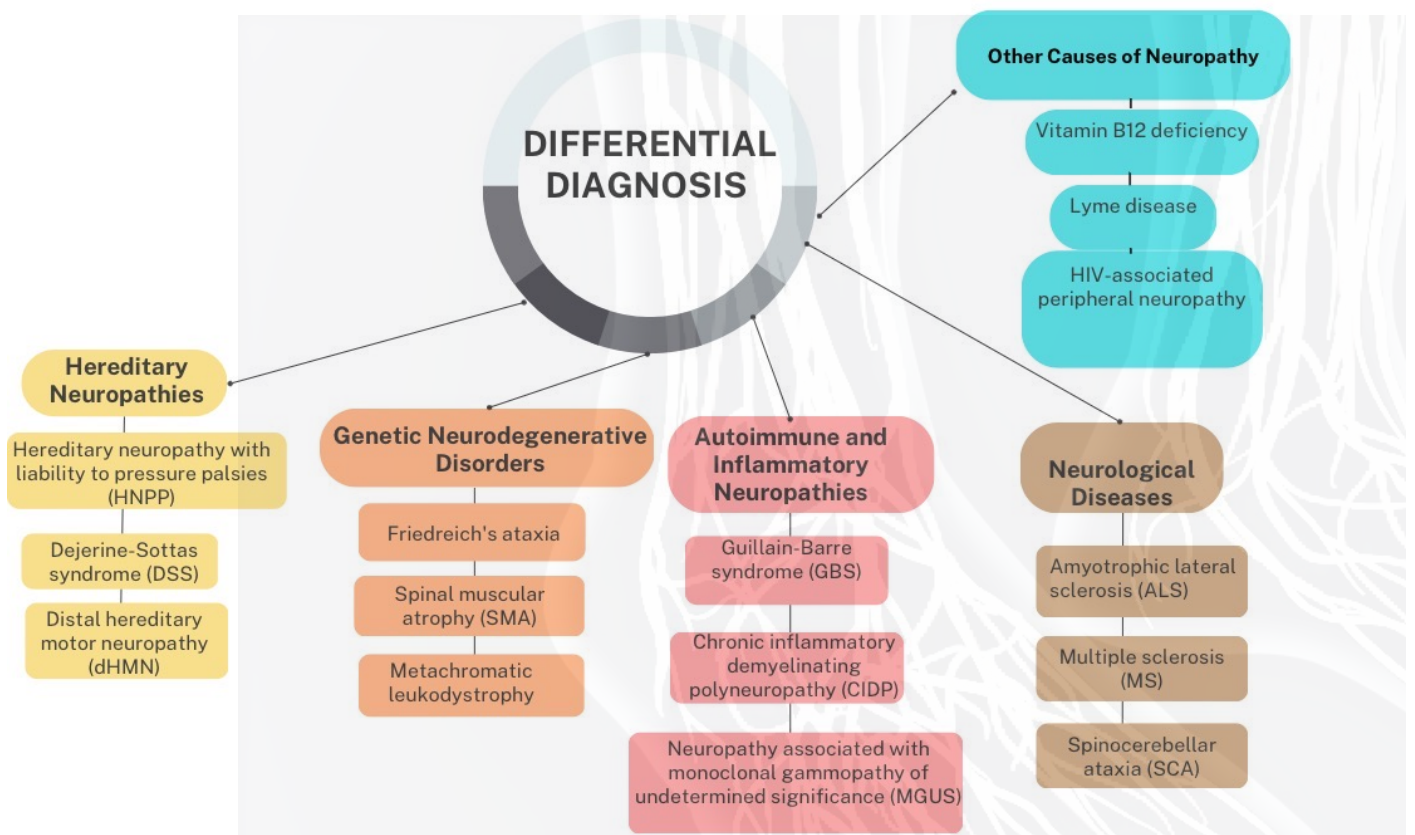 DIFFERENTIAL
DIAGNOSIS
Other Causes of Neuropathy
Vitamin B12 deficiency
Lyme disease
HIV-associated
peripheral neuropathy
Hereditary
Neuropathies
Hereditary neuropathy with
liability to pressure palsies
(HNPP)
Dejerine-Sottas
syndrome (DSS)
Distal hereditary
motor neuropathy
(dHMN)
Genetic Neurodegenerative
Disorders
Friedreich's ataxia
Spinal muscular
atrophy (SMA)
Metachromatic
leukodystrophy
Autoimmune and
Inflammatory
Neuropathies
Guillain-Barre
syndrome (GBS)
Chronic inflammatory
demyelinating
polyneuropathy (CIDP)
Neuropathy associated with
monoclonal gammopathy of
undetermined significance (MGUS)
Neurological
Diseases
Amyotrophic lateral
sclerosis (ALS)
Multiple sclerosis
(MS)
Spinocerebellar
ataxia (SCA)